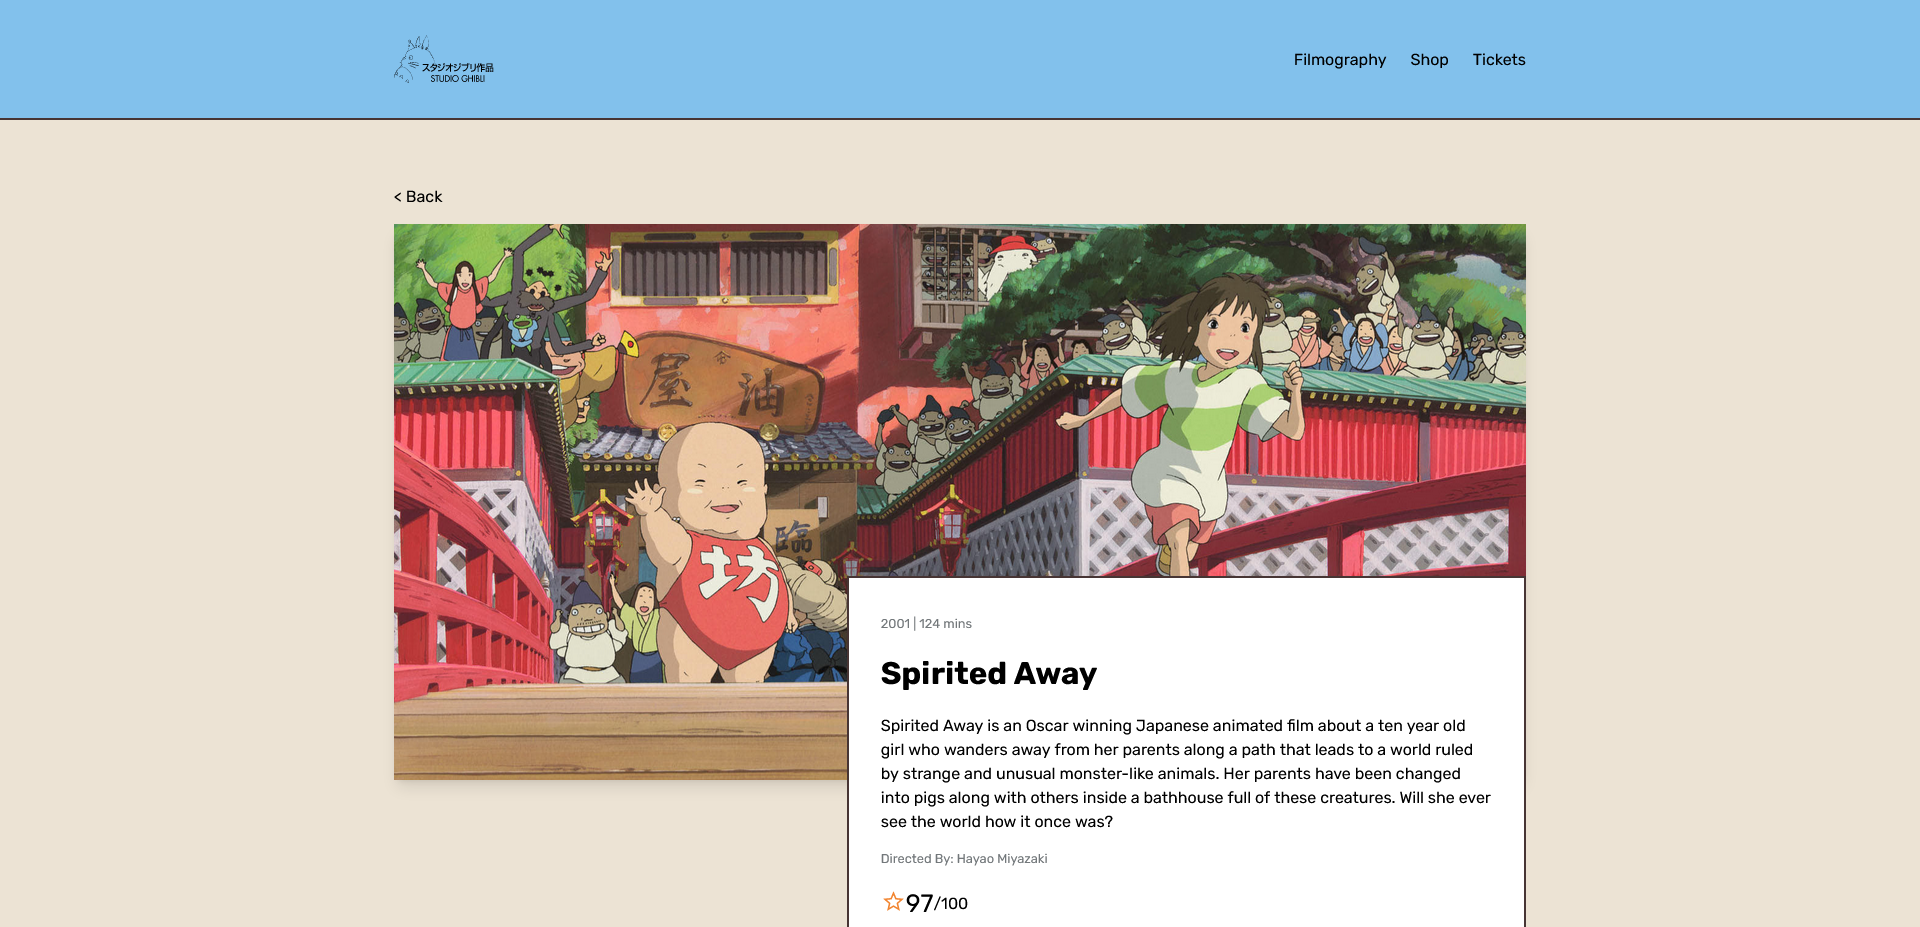 スタジオジブリ作品
STUDIO GHIBLI
Filmography
Shop
Tickets
< Back
屋 油
臨
坊
2001 | 124 mins
Spirited Away
Spirited Away is an Oscar winning Japanese animated film about a ten year old
girl who wanders away from her parents along a path that leads to a world ruled
by strange and unusual monster-like animals. Her parents have been changed
into pigs along with others inside a bathhouse full of these creatures. Will she ever
see the world how it once was?
Directed By: Hayao Miyazaki
97/100